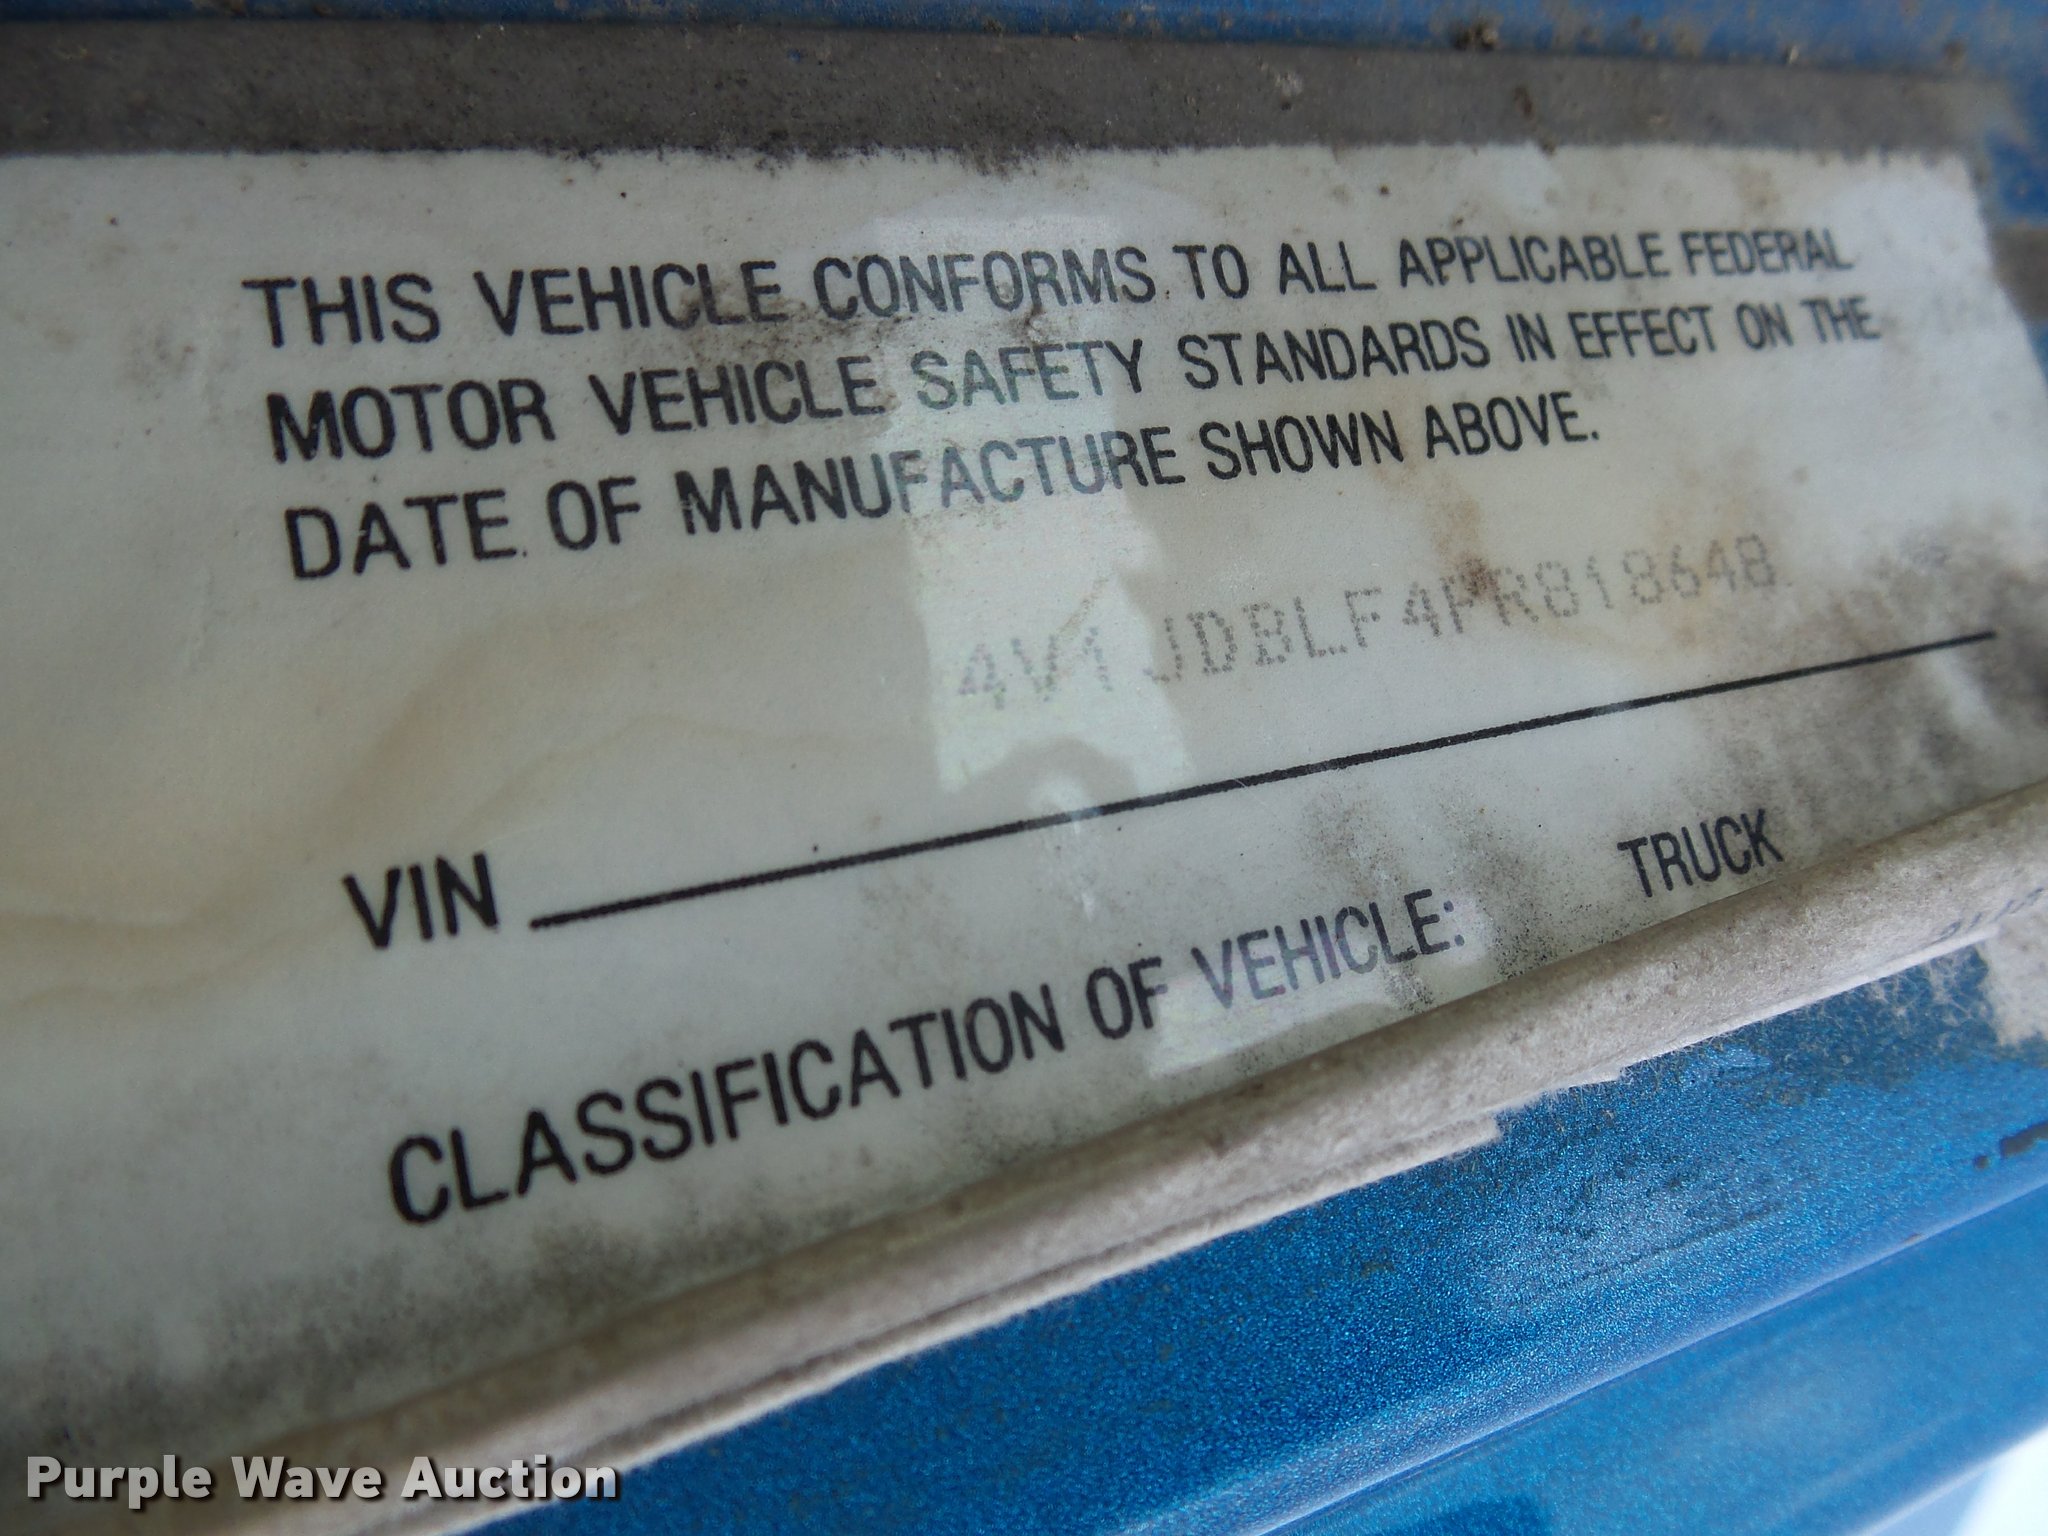 THIS VEHICLE CONFORMS TO ALL APPLICABLE FEDERAL
MOTOR VEHICLE SAFETY STANDARDS IN EFFECT ON THE
DATE OF MANUFACTURE SHOWN ABOVE.
4V1JDBLF4PR818648
VIN
CLASSIFICATION OF VEHICLE: TRUCK
Purple Wave Auction